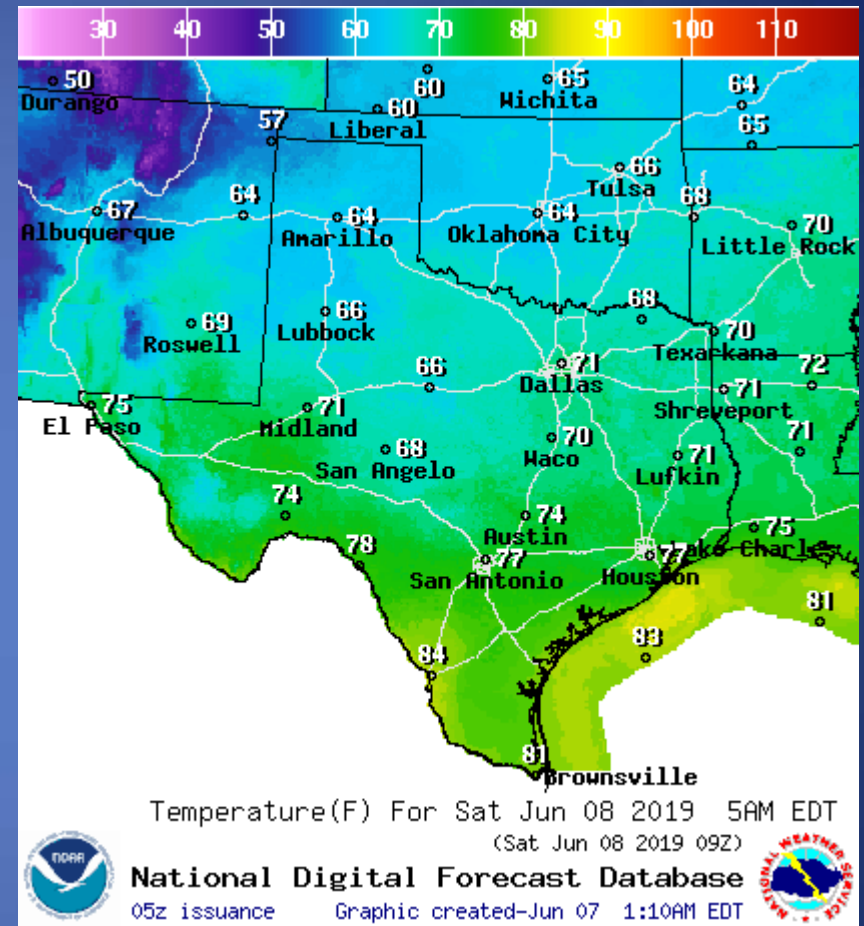 30 40 50 60 70 80 90 100 110
50 60 65 64
Durango Wichita
57 60 65
Liberal
66
Tulsa
67 64 64 64 68 70
Albuquerque Amarillo Oklahoma City Little Rock
69 66 68
Roswell Lubbock 70
Texarkana
66 71 72
Dallas 71
75 71 Shreveport
El Paso Midland
68 70 71 71
San Angelo Waco Lufkin
74 74 75
Austin Lake Charles
78 77 77
San Antonio Houston
81
83
84
81
Brownsville
Temperature(F) For Sat Jun 08 2019 5AM EDT
(Sat Jun 08 2019 09Z)
National Digital Forecast Database
05z issuance Graphic created-Jun 07 1:10AM EDT
NOAA
NATIONAL WEATHER SERVICE